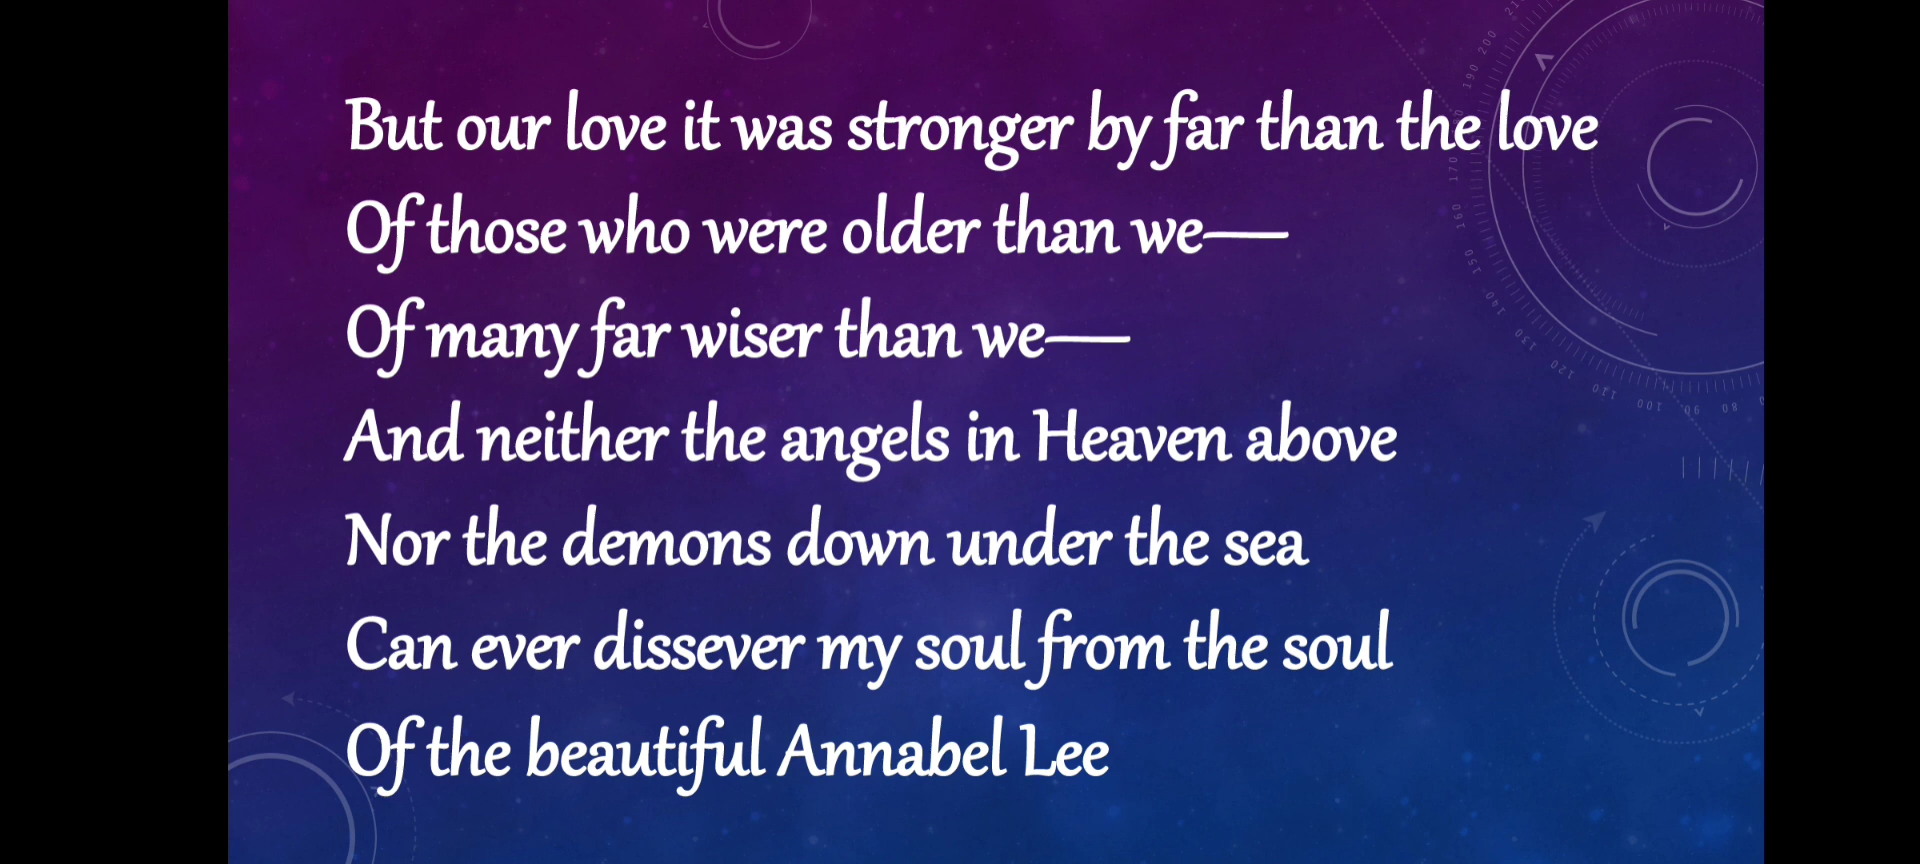 But our love it was stronger by far than the love
Of those who were older than we—
Of many far wiser than we—
And neither the angels in Heaven above
Nor the demons down under the sea
Can ever dissever my soul from the soul
Of the beautiful Annabel Lee